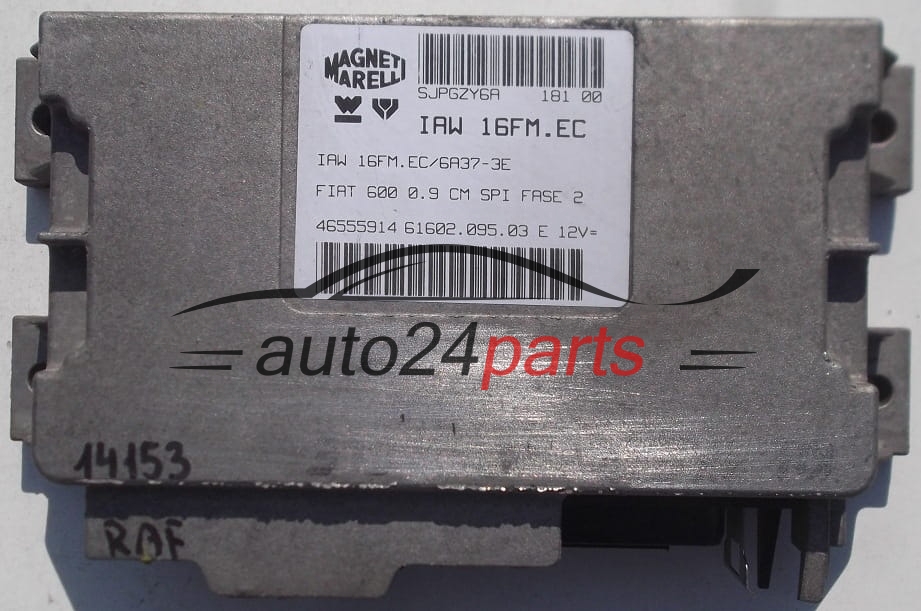 MAGNETI
MARELLI
SJPGZY6A 181 00
IAW 16FM.EC
IAW 16FM.EC/6A37-3E
FIAT 600 0.9 CM SPI FASE 2
46555914 61602.095.03 E 12V=
auto24parts
14153
RAF